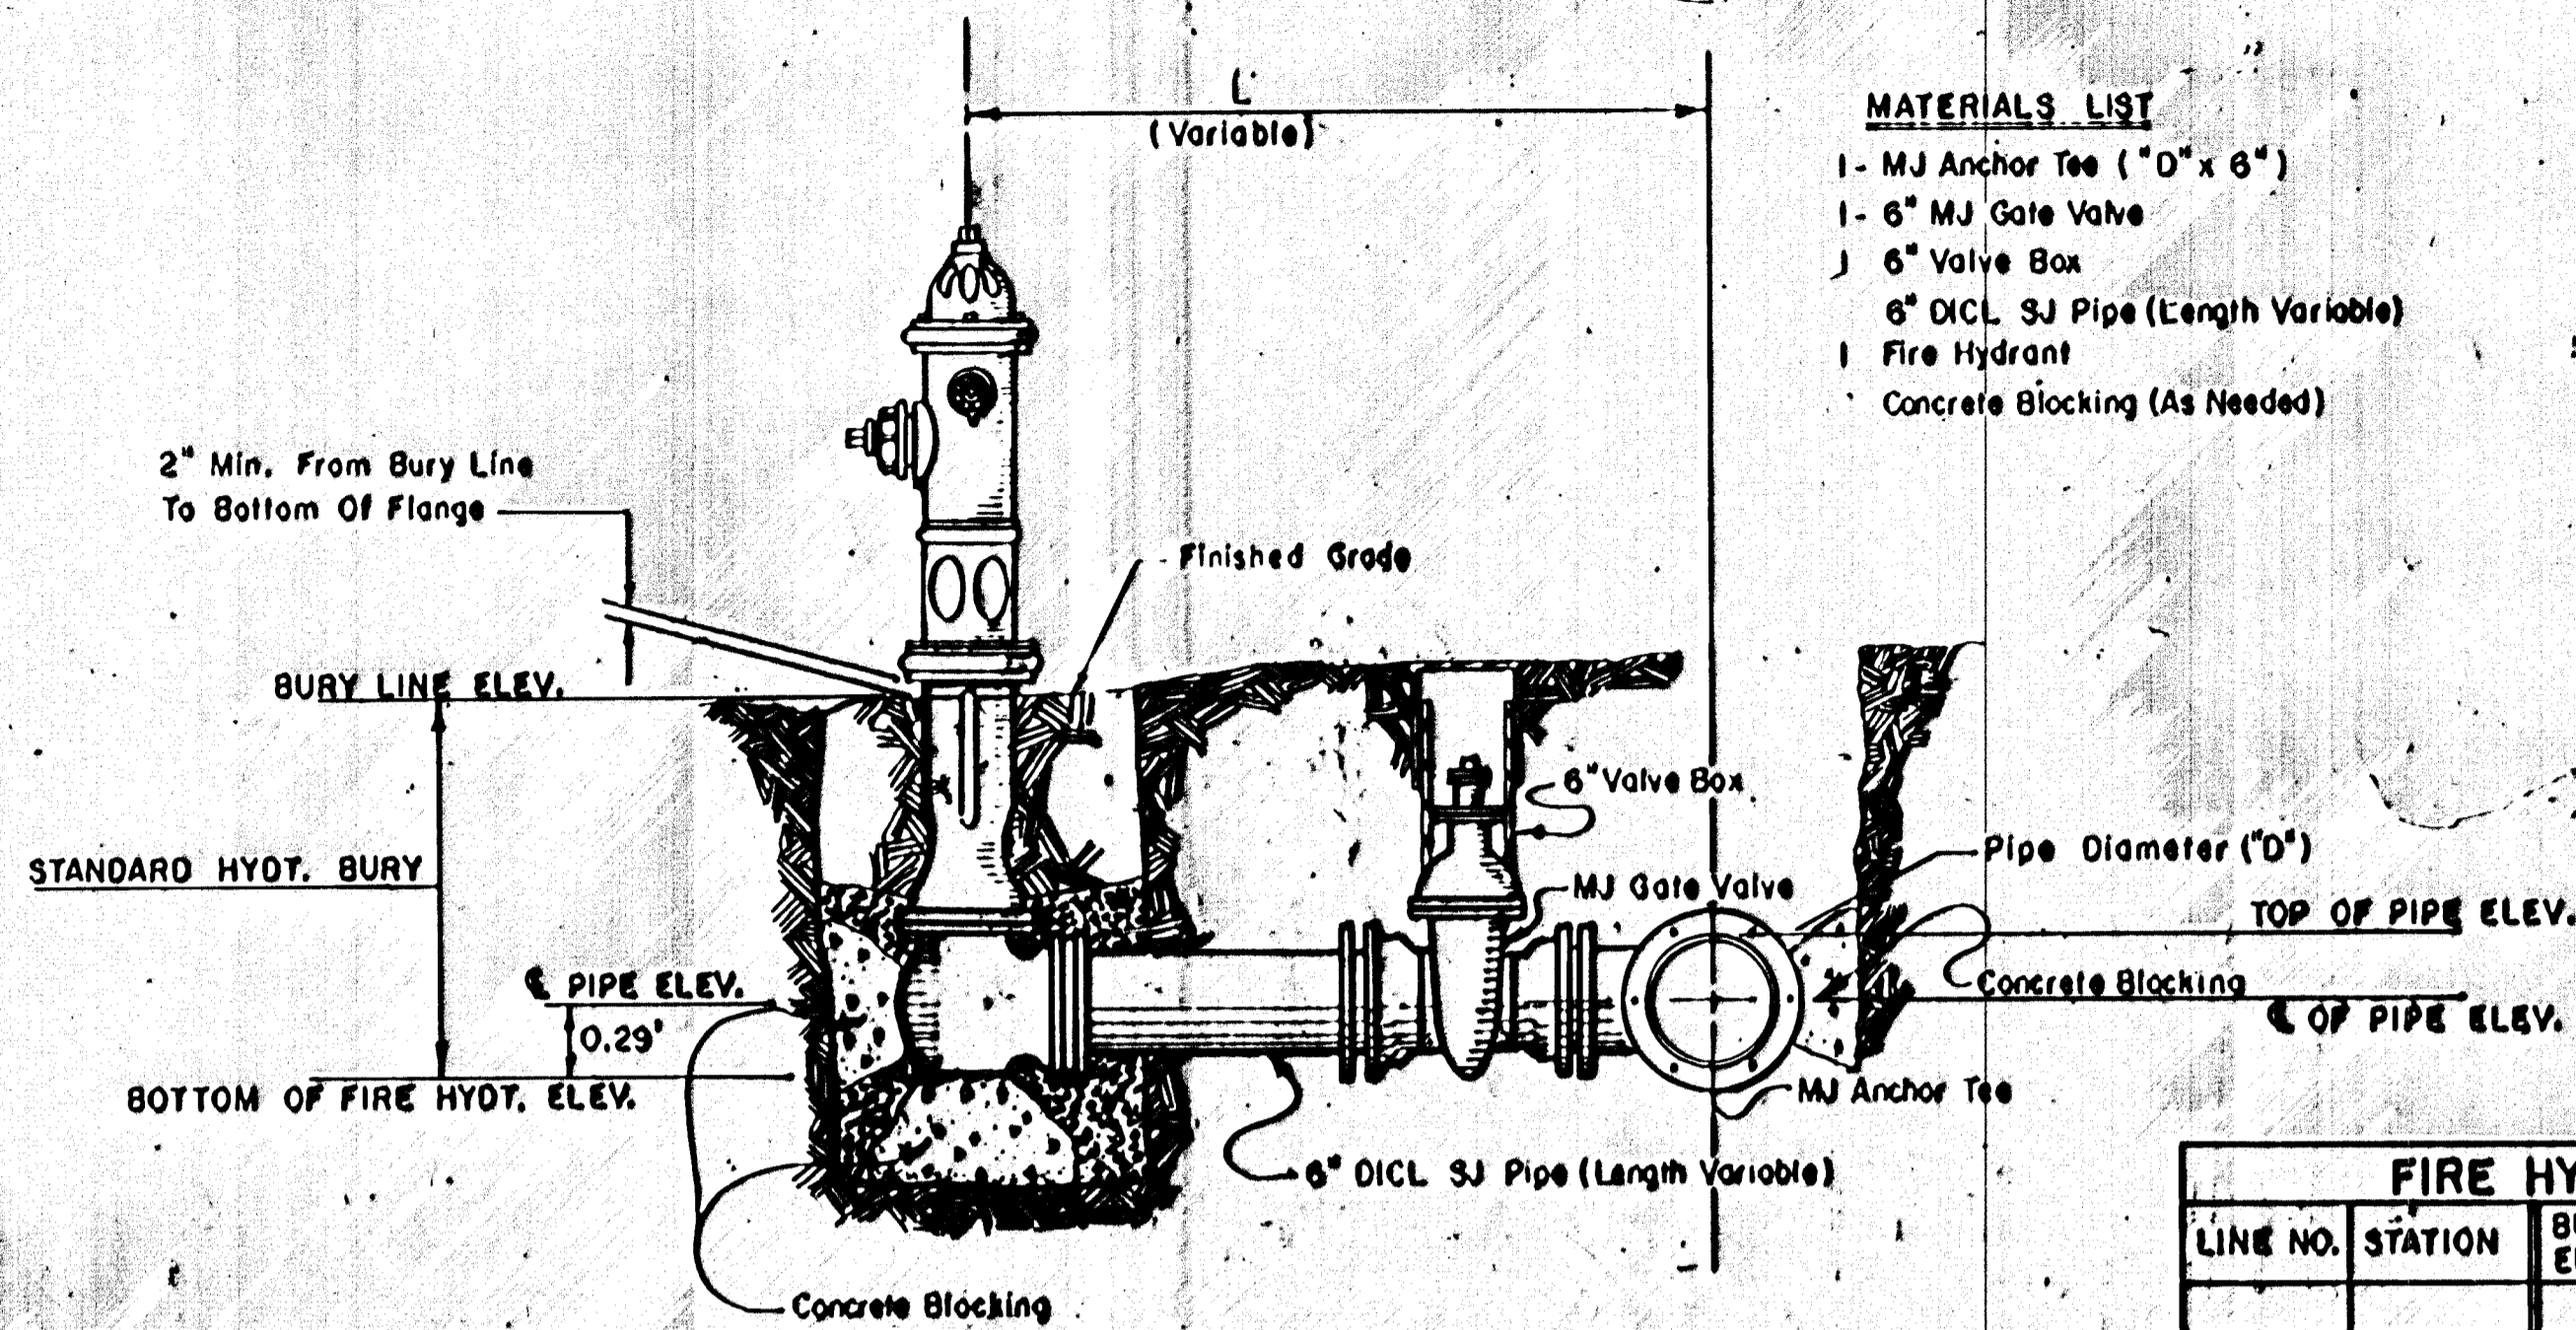 L
(Variable)
MATERIALS LIST
1- MJ Anchor Tee ("D" x 6")
1- 6" MJ Gate Valve
1 6" Valve Box
6" DICL SJ Pipe (Length Variable)
1 Fire Hydrant
Concrete Blocking (As Needed)
2" Min. From Bury Line
To Bottom Of Flange
Finished Grade
BURY LINE ELEV.
6" Valve Box
Pipe Diameter ("D")
STANDARD HYDT. BURY
MJ Gate Valve
TOP OF PIPE ELEV.
℄ PIPE ELEV.
Concrete Blocking
℄ OF PIPE ELEV.
0.29'
BOTTOM OF FIRE HYDT. ELEV.
MJ Anchor Tee
6" DICL SJ Pipe (Length Variable)
FIRE HY
LINE NO. STATION
Concrete Blocking